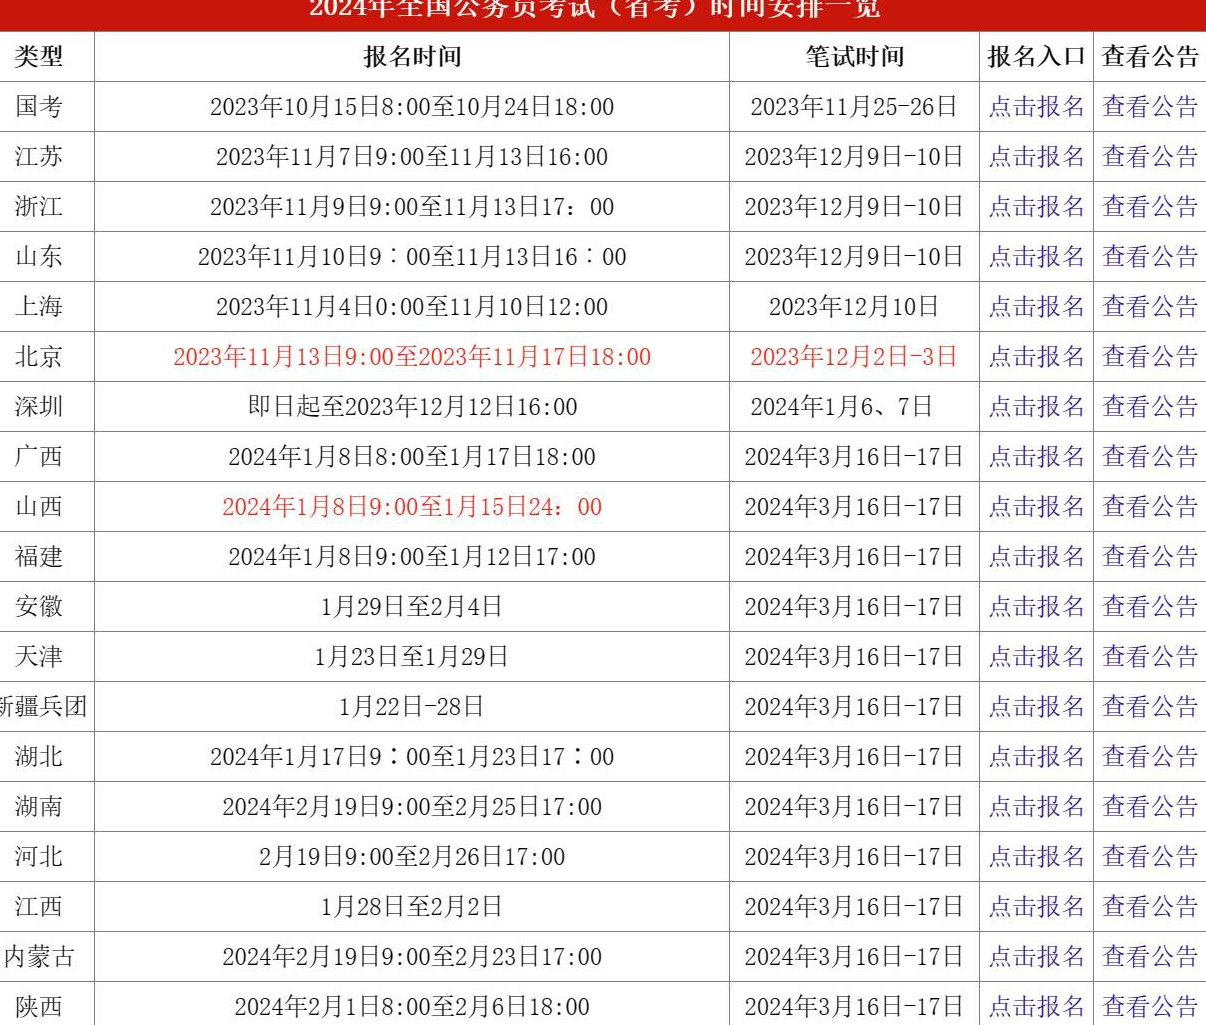 2024年全国公务员考试（省考）时间安排一览
类型 报名时间 笔试时间 报名入口 查看公告
国考 2023年10月15日8:00至10月24日18:00 2023年11月25-26日 点击报名 查看公告
江苏 2023年11月7日9:00至11月13日16:00 2023年12月9日-10日 点击报名 查看公告
浙江 2023年11月9日9:00至11月13日17：00 2023年12月9日-10日 点击报名 查看公告
山东 2023年11月10日9：00至11月13日16：00 2023年12月9日-10日 点击报名 查看公告
上海 2023年11月4日0:00至11月10日12:00 2023年12月10日 点击报名 查看公告
北京 2023年11月13日9:00至2023年11月17日18:00 2023年12月2日-3日 点击报名 查看公告
深圳 即日起至2023年12月12日16:00 2024年1月6、7日 点击报名 查看公告
广西 2024年1月8日8:00至1月17日18:00 2024年3月16日-17日 点击报名 查看公告
山西 2024年1月8日9:00至1月15日24：00 2024年3月16日-17日 点击报名 查看公告
福建 2024年1月8日9:00至1月12日17:00 2024年3月16日-17日 点击报名 查看公告
安徽 1月29日至2月4日 2024年3月16日-17日 点击报名 查看公告
天津 1月23日至1月29日 2024年3月16日-17日 点击报名 查看公告
新疆兵团 1月22日-28日 2024年3月16日-17日 点击报名 查看公告
湖北 2024年1月17日9∶00至1月23日17∶00 2024年3月16日-17日 点击报名 查看公告
湖南 2024年2月19日9:00至2月25日17:00 2024年3月16日-17日 点击报名 查看公告
河北 2月19日9:00至2月26日17:00 2024年3月16日-17日 点击报名 查看公告
江西 1月28日至2月2日 2024年3月16日-17日 点击报名 查看公告
内蒙古 2024年2月19日9:00至2月23日17:00 2024年3月16日-17日 点击报名 查看公告
陕西 2024年2月1日8:00至2月6日18:00 2024年3月16日-17日 点击报名 查看公告